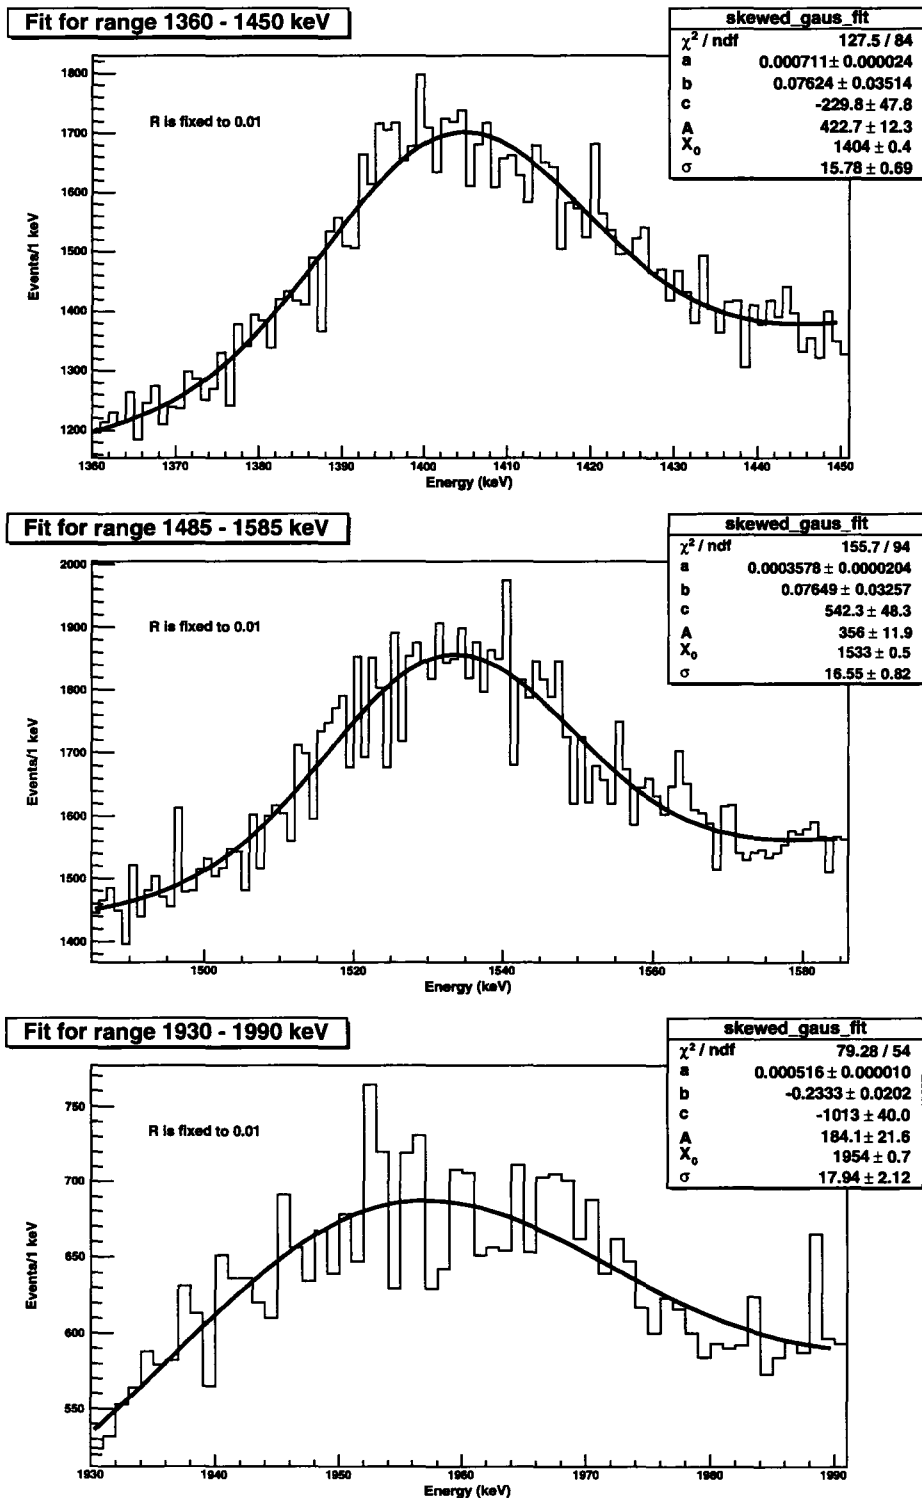 Fit for range 1360 - 1450 keV
skewed_gaus_fit
χ² / ndf 127.5 / 84
a 0.000711 ± 0.000024
b 0.07624 ± 0.03514
c -229.8 ± 47.8
A 422.7 ± 12.3
X₀ 1404 ± 0.4
σ 15.78 ± 0.69
R is fixed to 0.01
Events/1 keV
1800
1700
1600
1500
1400
1300
1200
1360 1370 1380 1390 1400 1410 1420 1430 1440 1450
Energy (keV)
Fit for range 1485 - 1585 keV
skewed_gaus_fit
χ² / ndf 155.7 / 94
a 0.0003578 ± 0.0000204
b 0.07649 ± 0.03257
c 542.3 ± 48.3
A 356 ± 11.9
X₀ 1533 ± 0.5
σ 16.55 ± 0.82
R is fixed to 0.01
Events/1 keV
2000
1900
1800
1700
1600
1500
1400
1500 1520 1540 1560 1580
Energy (keV)
Fit for range 1930 - 1990 keV
skewed_gaus_fit
χ² / ndf 79.28 / 54
a 0.000516 ± 0.000010
b -0.2333 ± 0.0202
c -1013 ± 40.0
A 184.1 ± 21.6
X₀ 1954 ± 0.7
σ 17.94 ± 2.12
R is fixed to 0.01
Events/1 keV
750
700
650
600
550
1930 1940 1950 1960 1970 1980 1990
Energy (keV)